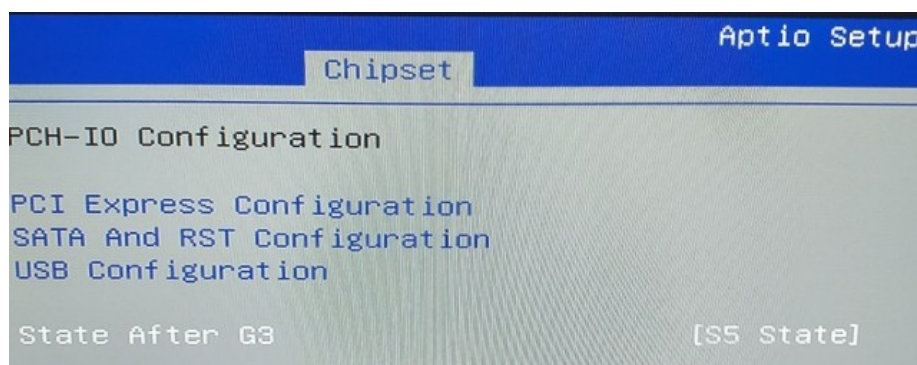 Aptio Setup
Chipset
PCH-IO Configuration
PCI Express Configuration
SATA And RST Configuration
USB Configuration
State After G3 [S5 State]